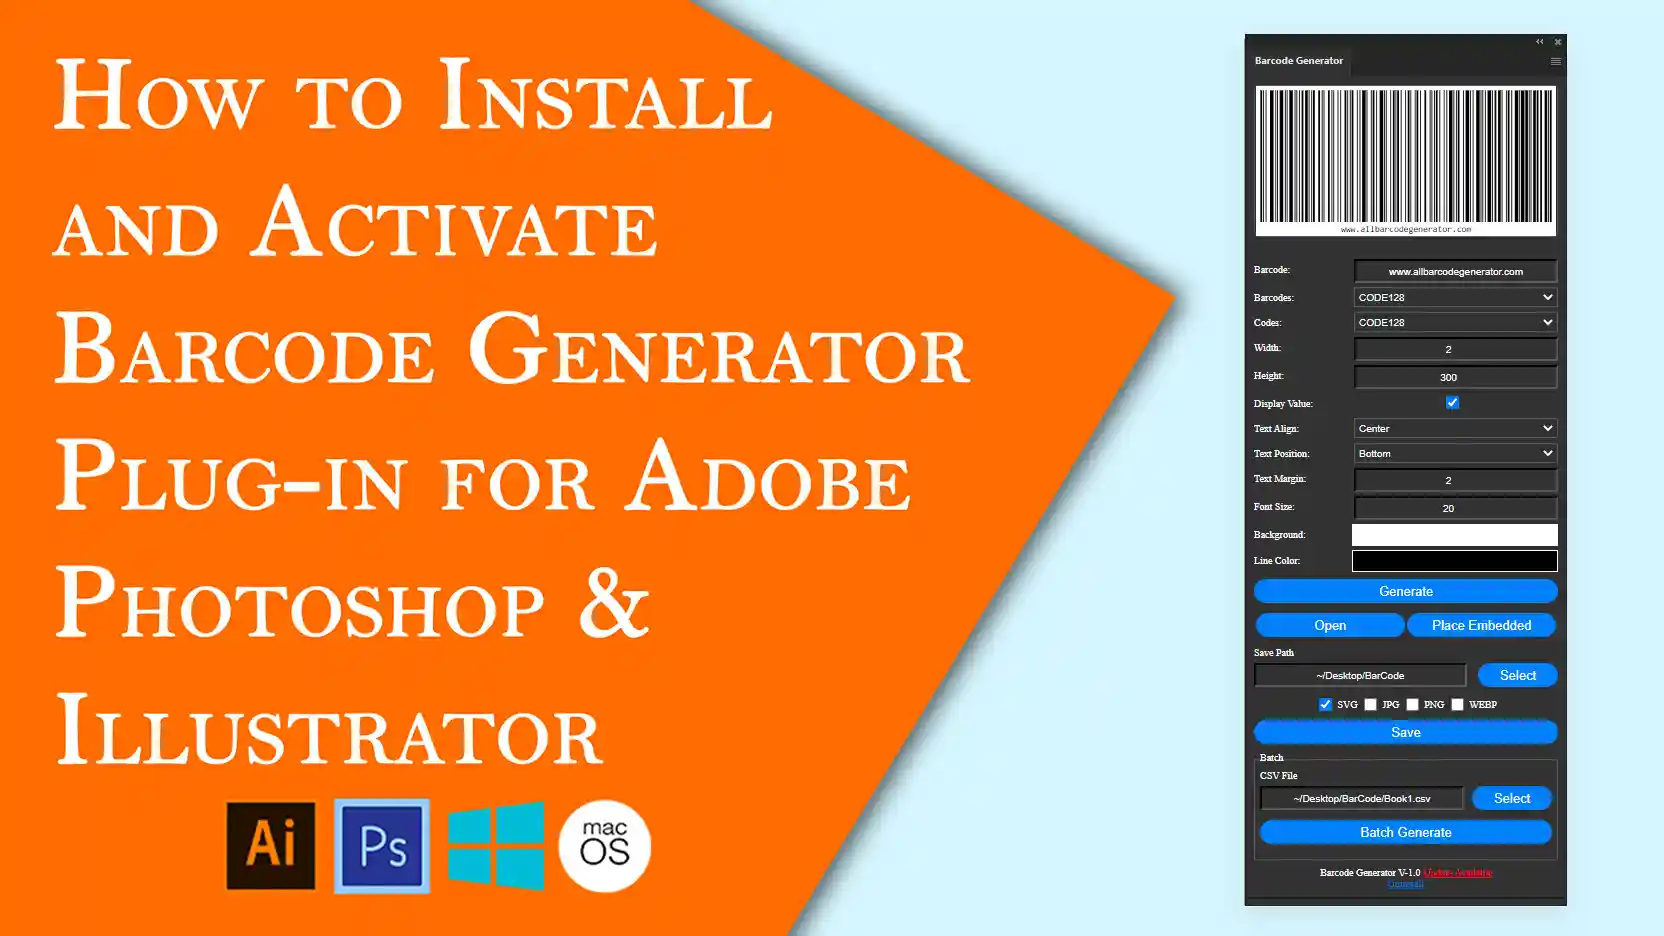 How to Install
and Activate
Barcode Generator
Plug-in for Adobe
Photoshop &
Illustrator
Ai Ps mac OS
Barcode Generator
www.allbarcodegenerator.com
Barcode: www.allbarcodegenerator.com
Barcodes: CODE128
Codes: CODE128
Width: 2
Height: 300
Display Value:
Text Align: Center
Text Position: Bottom
Text Margin: 2
Font Size: 20
Background:
Line Color:
Generate
Open Place Embedded
Save Path
~/Desktop/BarCode Select
SVG JPG PNG WEBP
Save
Batch
CSV File
~/Desktop/BarCode/Book1.csv Select
Batch Generate
Barcode Generator V-1.0 Update Available